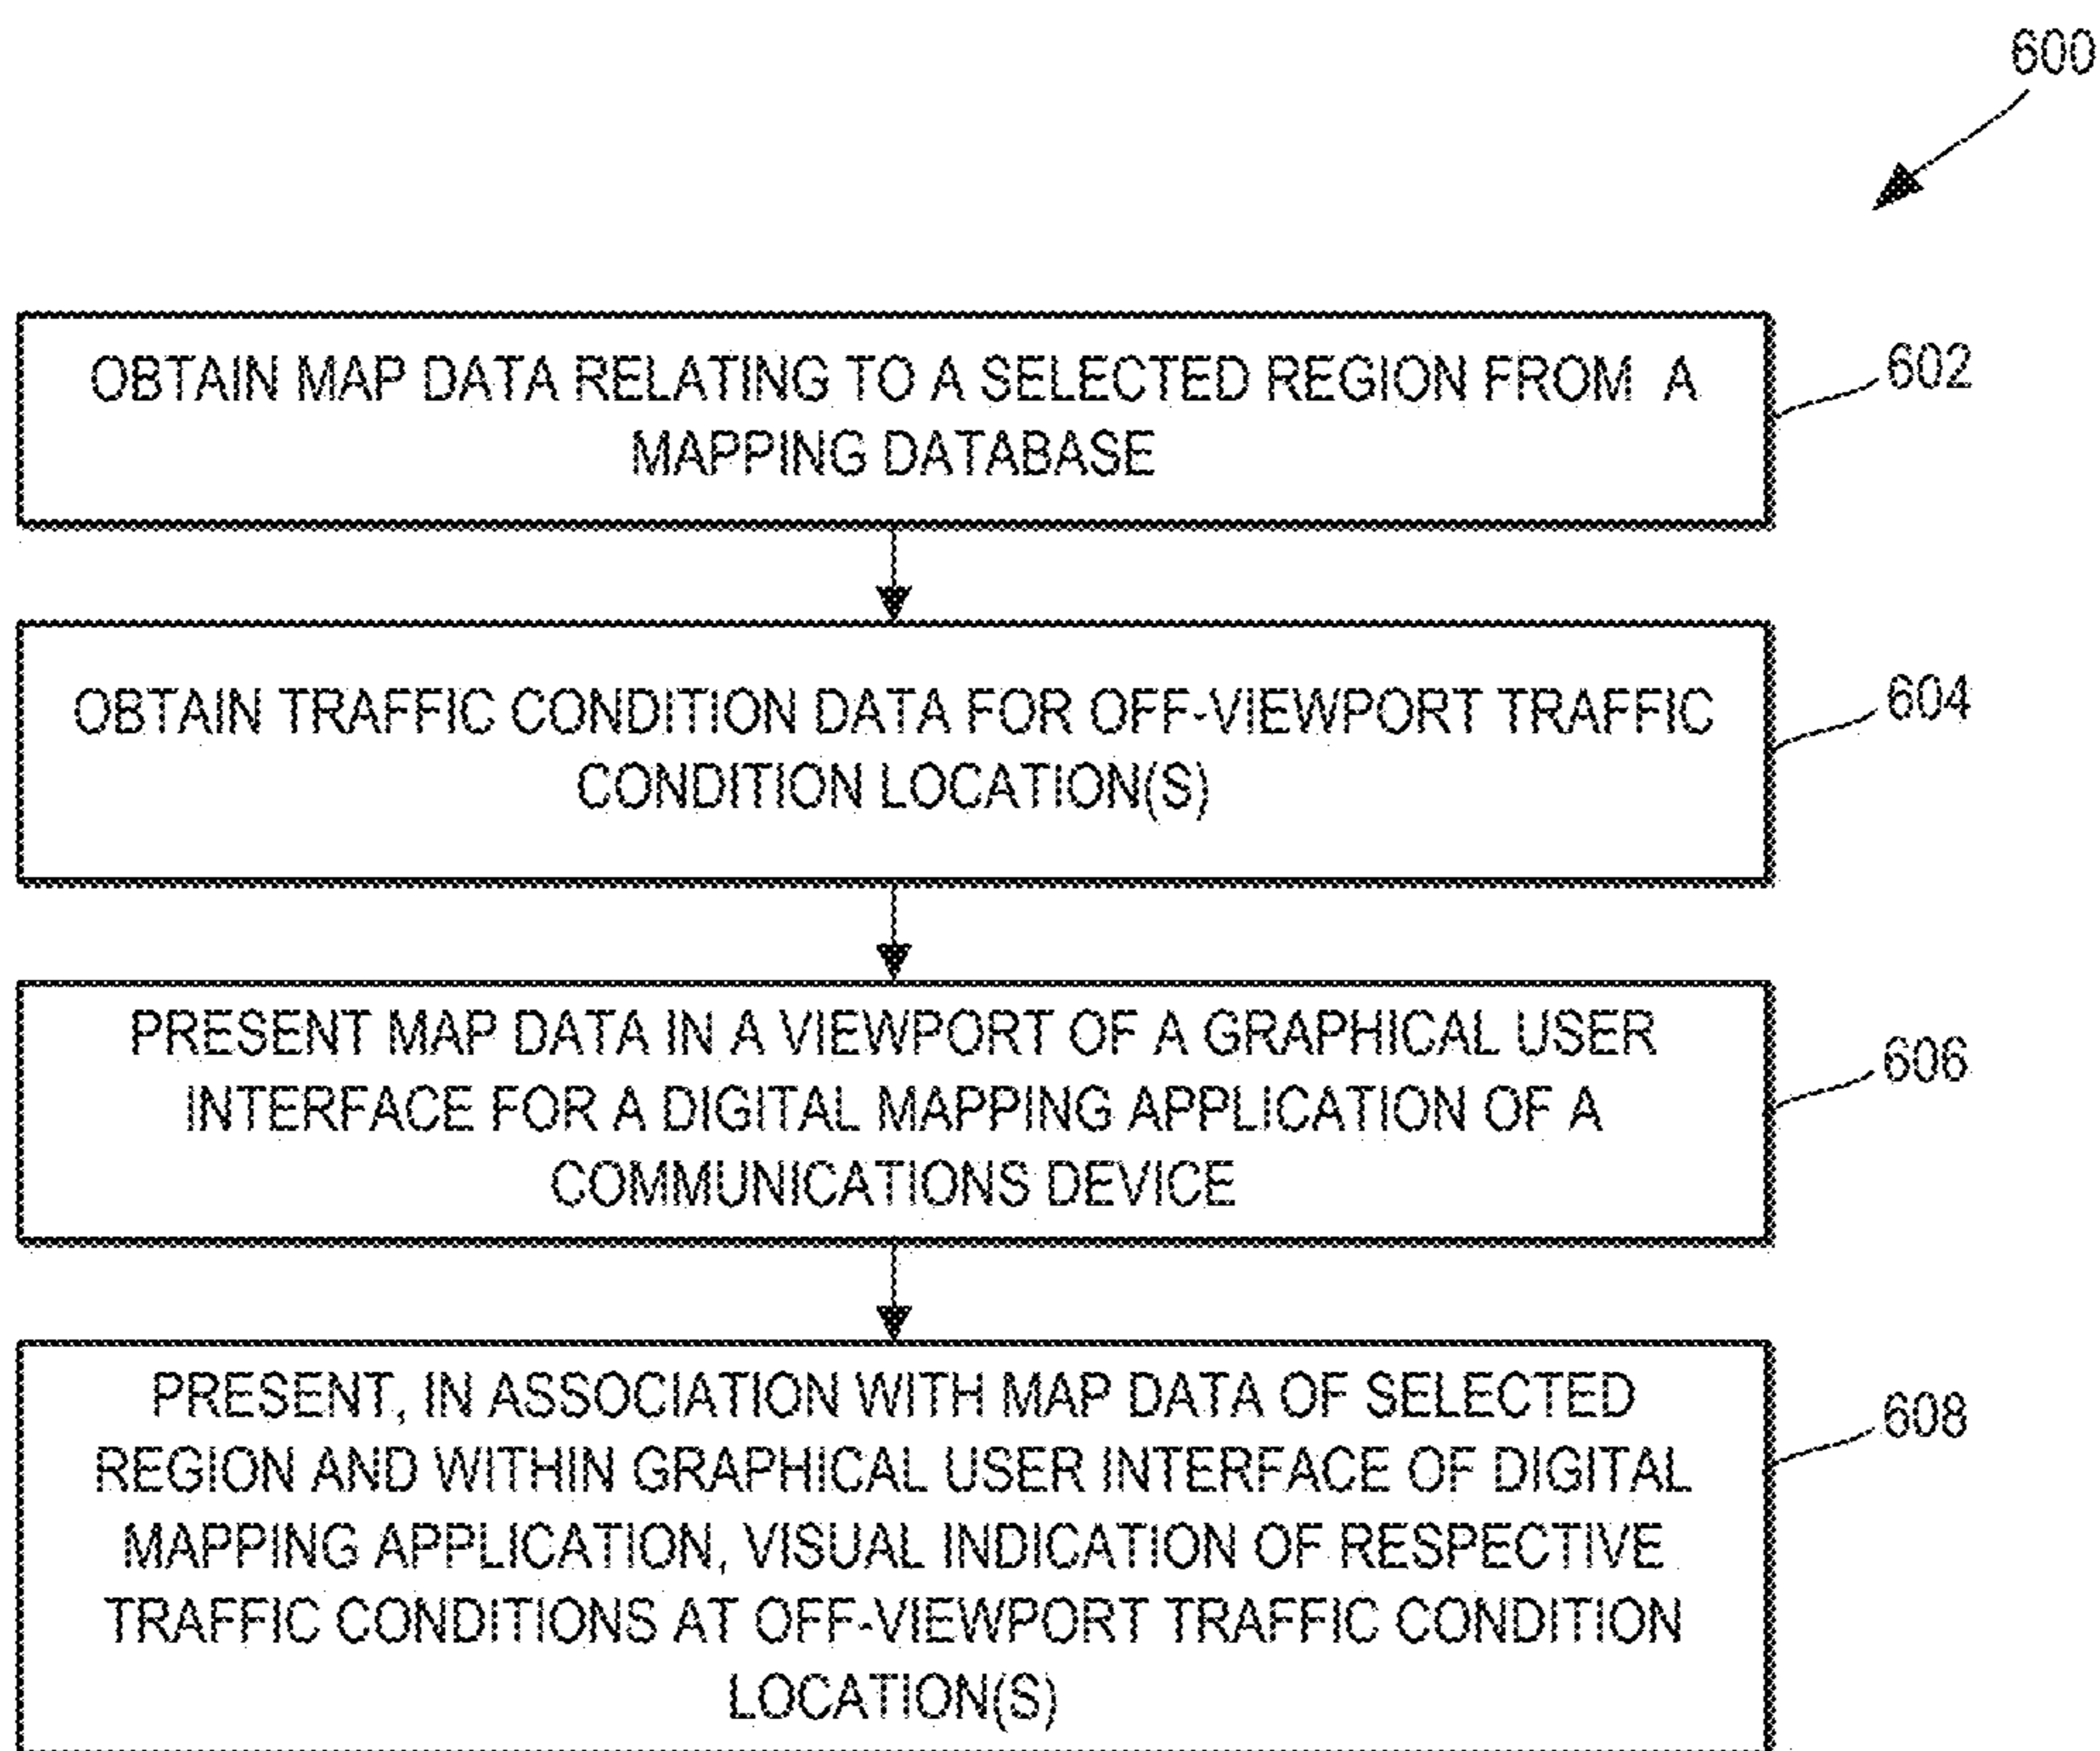 600
OBTAIN MAP DATA RELATING TO A SELECTED REGION FROM A
MAPPING DATABASE
602
OBTAIN TRAFFIC CONDITION DATA FOR OFF-VIEWPORT TRAFFIC
CONDITION LOCATION(S)
604
PRESENT MAP DATA IN A VIEWPORT OF A GRAPHICAL USER
INTERFACE FOR A DIGITAL MAPPING APPLICATION OF A
COMMUNICATIONS DEVICE
606
PRESENT, IN ASSOCIATION WITH MAP DATA OF SELECTED
REGION AND WITHIN GRAPHICAL USER INTERFACE OF DIGITAL
MAPPING APPLICATION, VISUAL INDICATION OF RESPECTIVE
TRAFFIC CONDITIONS AT OFF-VIEWPORT TRAFFIC CONDITION
LOCATION(S)
608